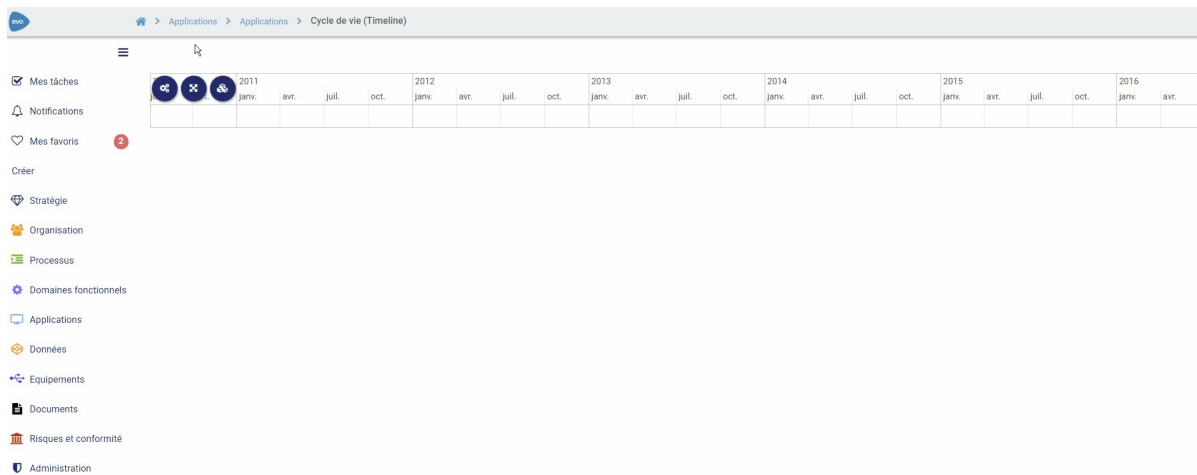 evo
Applications > Applications > Cycle de vie (Timeline)
Mes tâches
Notifications
Mes favoris 2
Créer
Stratégie
Organisation
Processus
Domaines fonctionnels
Applications
Données
Equipements
Documents
Risques et conformité
Administration
2011 2012 2013 2014 2015 2016
janv. avr. juil. oct. janv. avr. juil. oct. janv. avr. juil. oct. janv. avr. juil. oct. janv. avr. juil. oct. janv. avr.